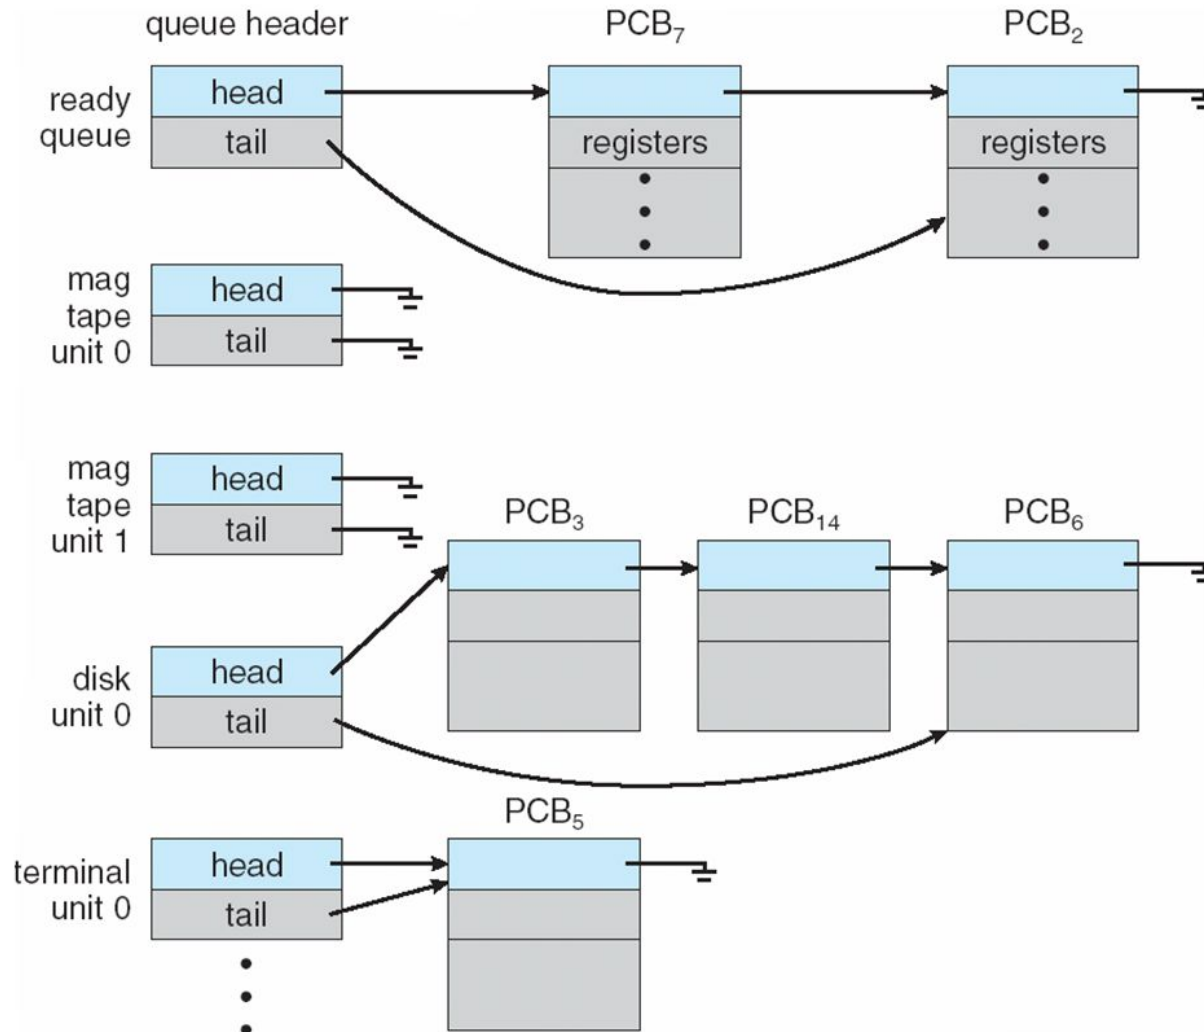 queue header
PCB₇
PCB₂
ready
queue
head
tail
registers
registers
mag
tape
unit 0
head
tail
mag
tape
unit 1
head
tail
PCB₃
PCB₁₄
PCB₆
disk
unit 0
head
tail
PCB₅
terminal
unit 0
head
tail